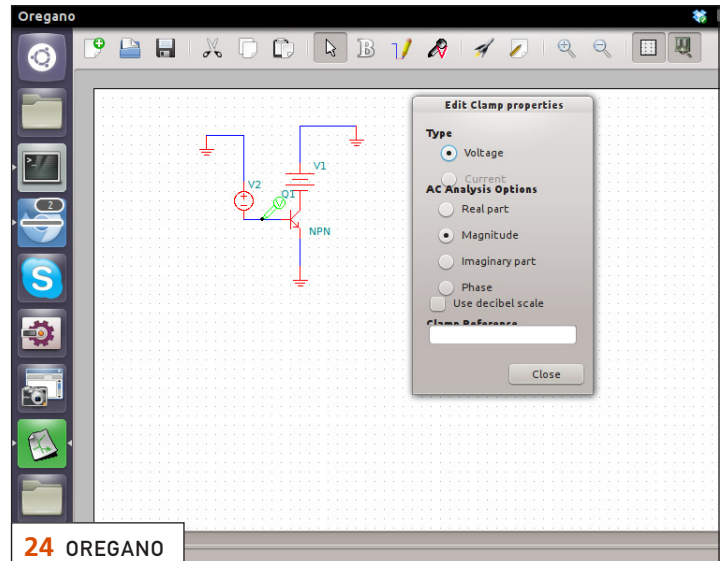 Oregano
Edit Clamp properties
Type
Voltage
Current
AC Analysis Options
Real part
Magnitude
Imaginary part
Phase
Use decibel scale
Clamp Reference
Close
V1
V2
Q1
V
NPN
2
24 OREGANO